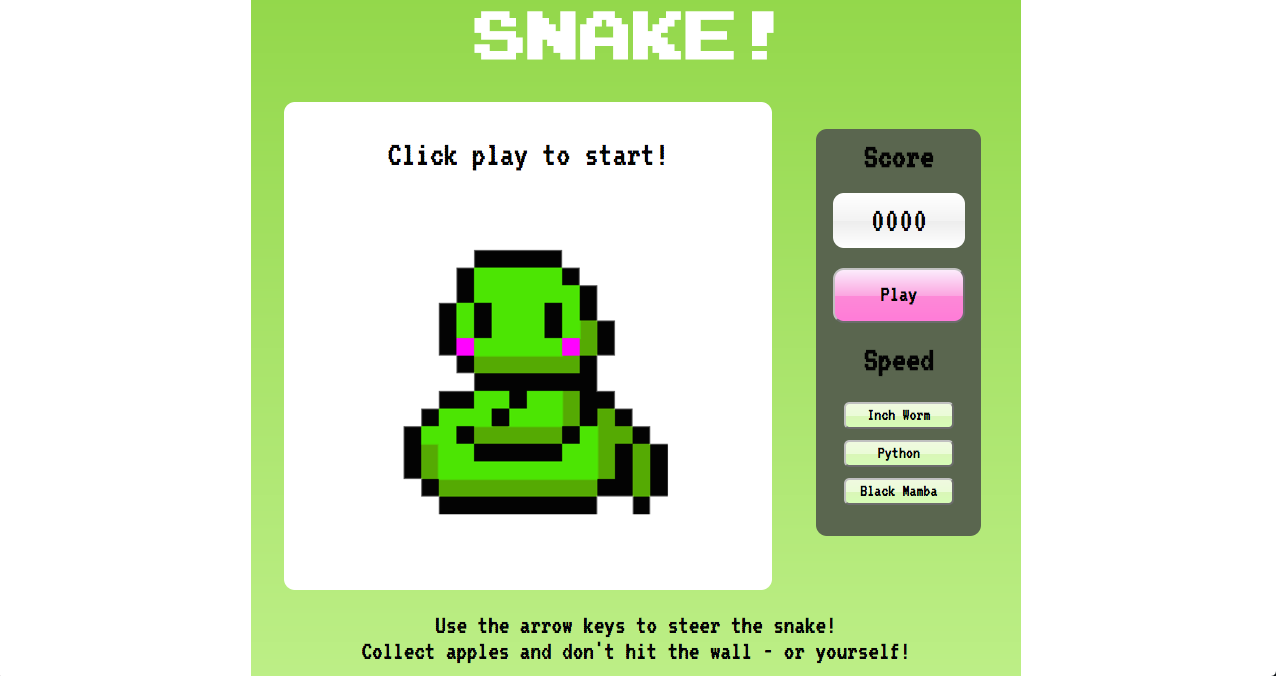 SNAKE!
Click play to start!
Score
0000
Play
Speed
Inch Worm
Python
Black Mamba
Use the arrow keys to steer the snake!
Collect apples and don't hit the wall - or yourself!